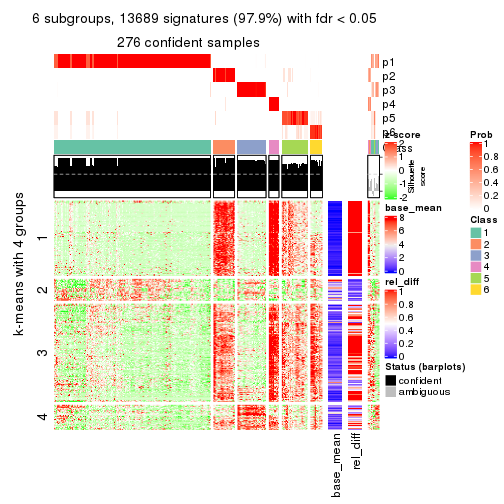 6 subgroups, 13689 signatures (97.9%) with fdr < 0.05
276 confident samples
p1
p2
p3
p4
p5
p6
Class
Silhouette
score
k-means with 4 groups
1
2
3
4
base_mean
rel_diff
z-score
2
1
0
-1
-2
base_mean
8
6
4
2
0
rel_diff
1
0.8
0.6
0.4
0.2
0
Status (barplots)
confident
ambiguous
Prob
1
0.8
0.6
0.4
0.2
0
Class
1
2
3
4
5
6